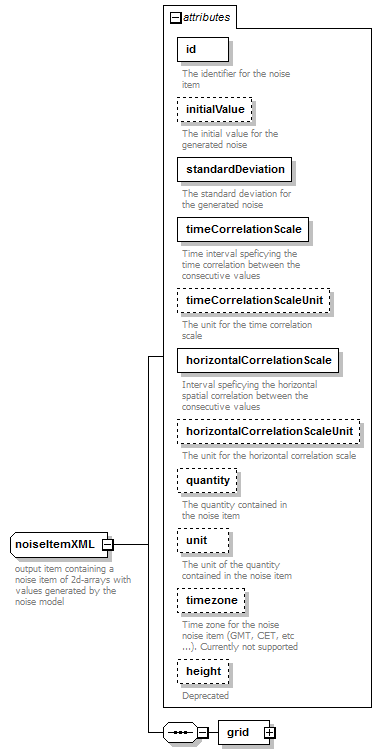 attributes
id
The identifier for the noise
item
initialValue
The initial value for the
generated noise
standardDeviation
The standard deviation for
the generated noise
timeCorrelationScale
Time interval speficying the
time correlation between the
consecutive values
timeCorrelationScaleUnit
The unit for the time correlation
scale
horizontalCorrelationScale
Interval speficying the horizontal
spatial correlation between the
consecutive values
horizontalCorrelationScaleUnit
The unit for the horizontal correlation scale
quantity
The quantity contained in
the noise item
unit
The unit of the quantity
contained in the noise item
timezone
Time zone for the noise
noise item (GMT, CET, etc
...). Currently not supported
height
Deprecated
noiseItemXML
output item containing a
noise item of 2d-arrays with
values generated by the
noise model
grid